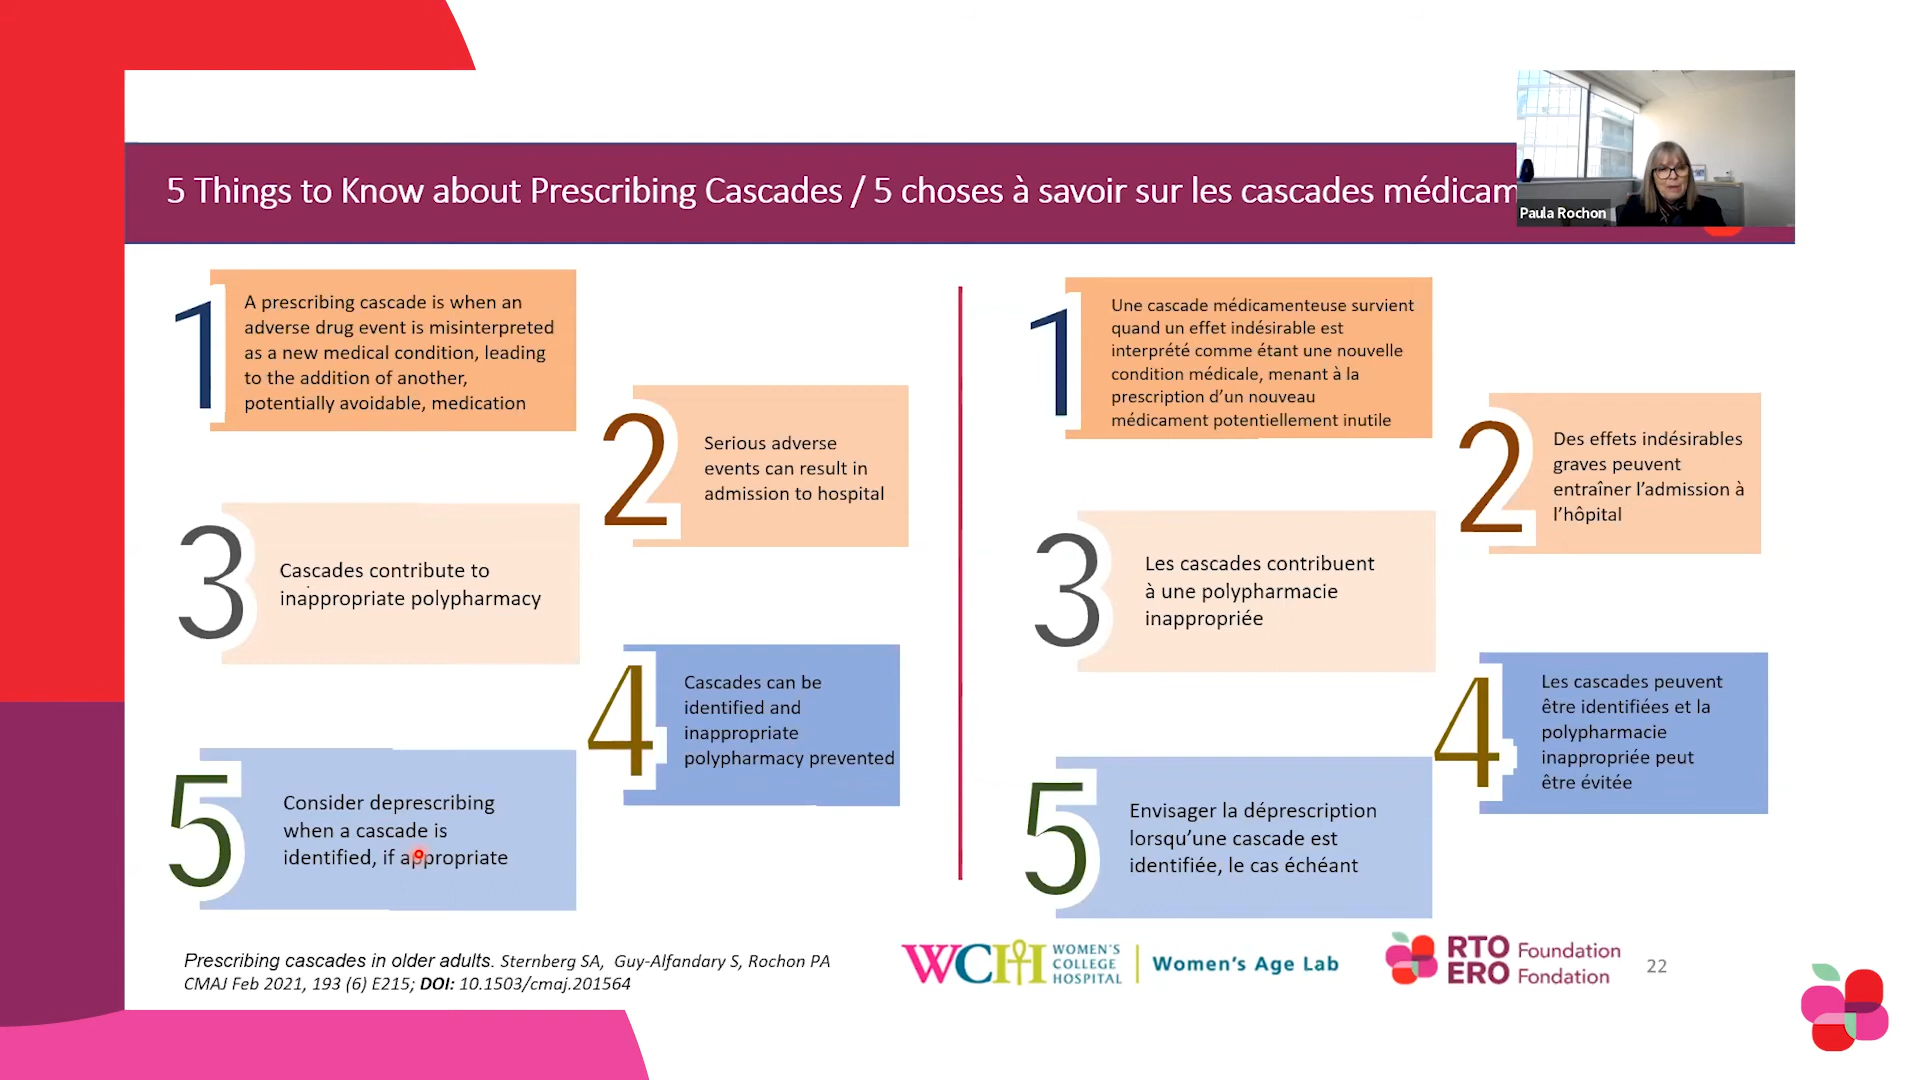 5 Things to Know about Prescribing Cascades / 5 choses à savoir sur les cascades médicam
Paula Rochon
1
A prescribing cascade is when an
adverse drug event is misinterpreted
as a new medical condition, leading
to the addition of another,
potentially avoidable, medication
2
Serious adverse
events can result in
admission to hospital
3
Cascades contribute to
inappropriate polypharmacy
4
Cascades can be
identified and
inappropriate
polypharmacy prevented
5
Consider deprescribing
when a cascade is
identified, if appropriate
1
Une cascade médicamenteuse survient
quand un effet indésirable est
interprété comme étant une nouvelle
condition médicale, menant à la
prescription d’un nouveau
médicament potentiellement inutile
2
Des effets indésirables
graves peuvent
entraîner l’admission à
l’hôpital
3
Les cascades contribuent
à une polypharmacie
inappropriée
4
Les cascades peuvent
être identifiées et la
polypharmacie
inappropriée peut
être évitée
5
Envisager la déprescription
lorsqu’une cascade est
identifiée, le cas échéant
Prescribing cascades in older adults. Sternberg SA, Guy-Alfandary S, Rochon PA
CMAJ Feb 2021, 193 (6) E215; DOI: 10.1503/cmaj.201564
WCH
WOMEN'S
COLLEGE
HOSPITAL
Women's Age Lab
RTO
ERO
Foundation
Fondation
22